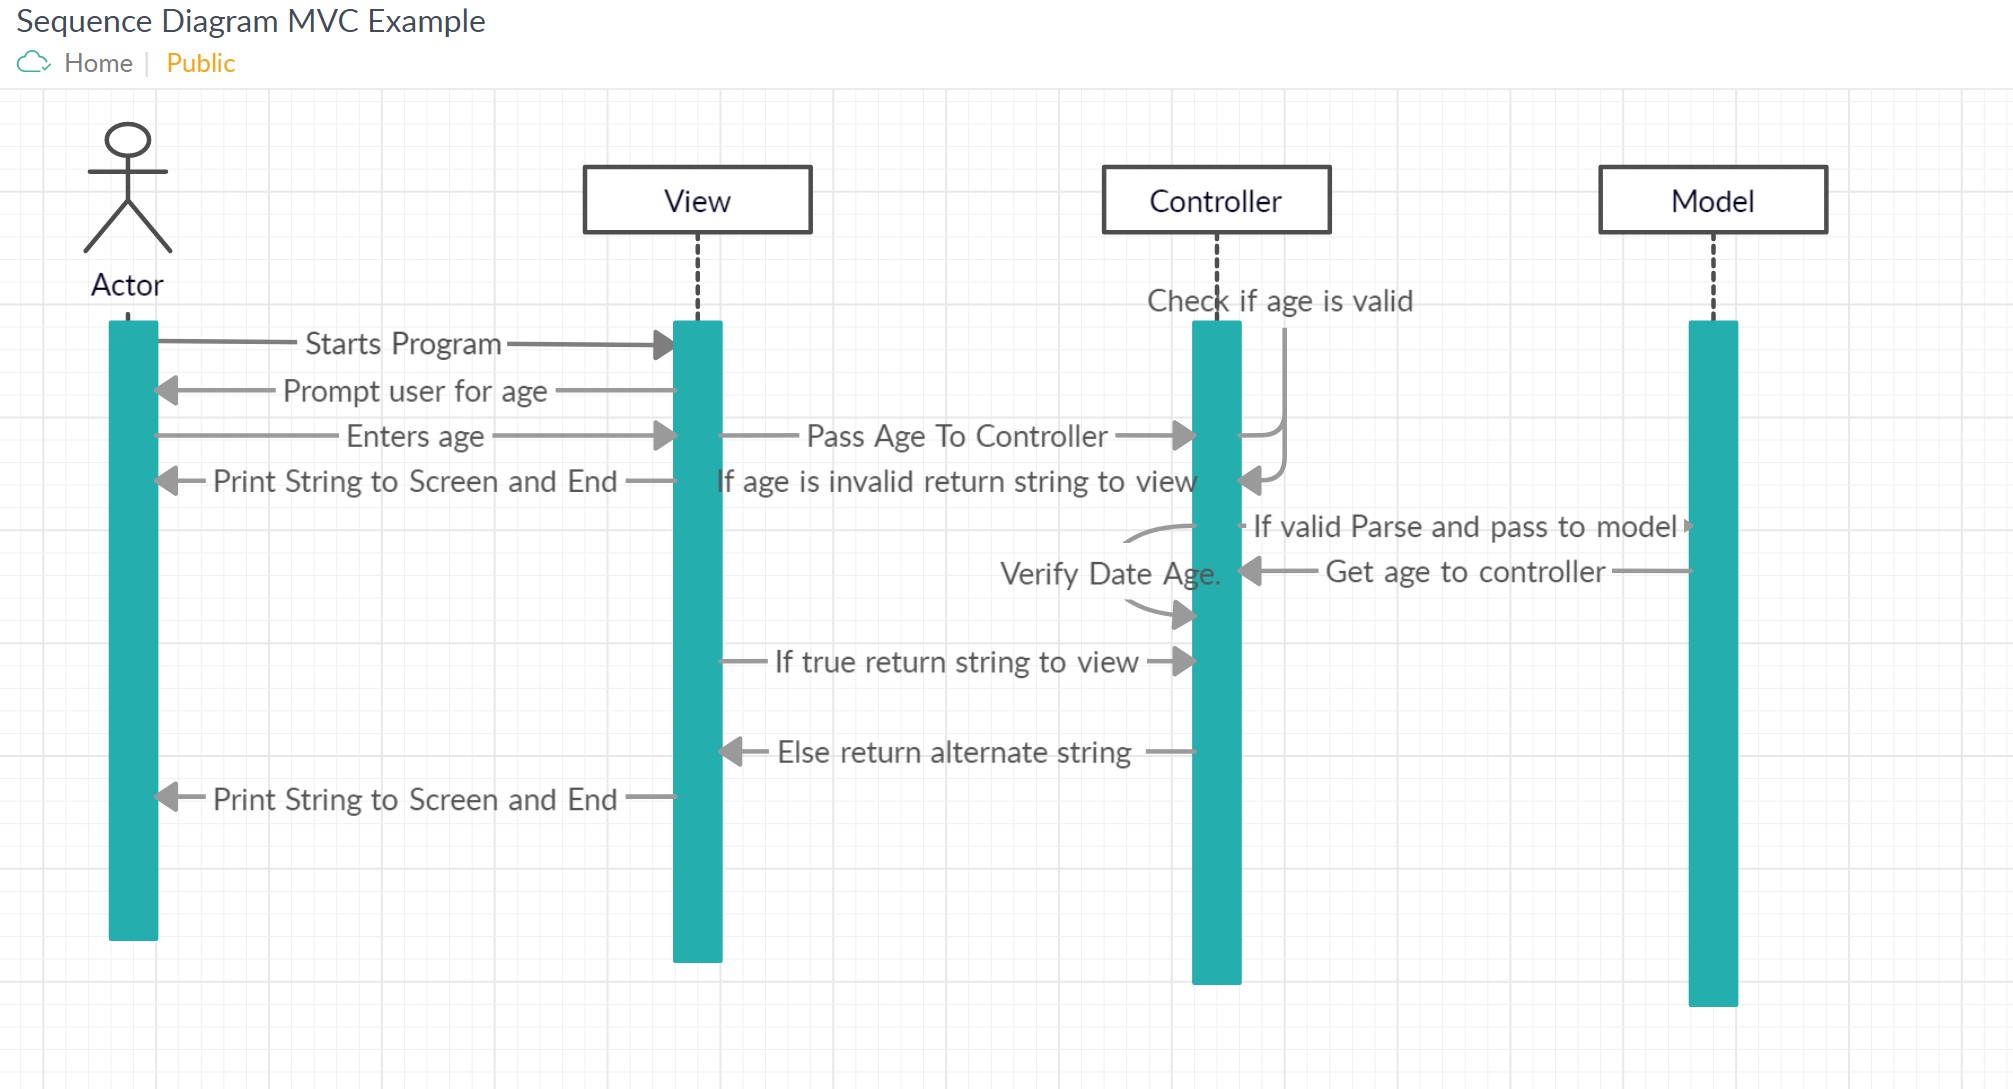 Sequence Diagram MVC Example
Home | Public
View
Controller
Model
Actor
Check if age is valid
Starts Program
Prompt user for age
Enters age
Pass Age To Controller
Print String to Screen and End
If age is invalid return string to view
If valid Parse and pass to model
Verify Date Age.
Get age to controller
If true return string to view
Else return alternate string
Print String to Screen and End